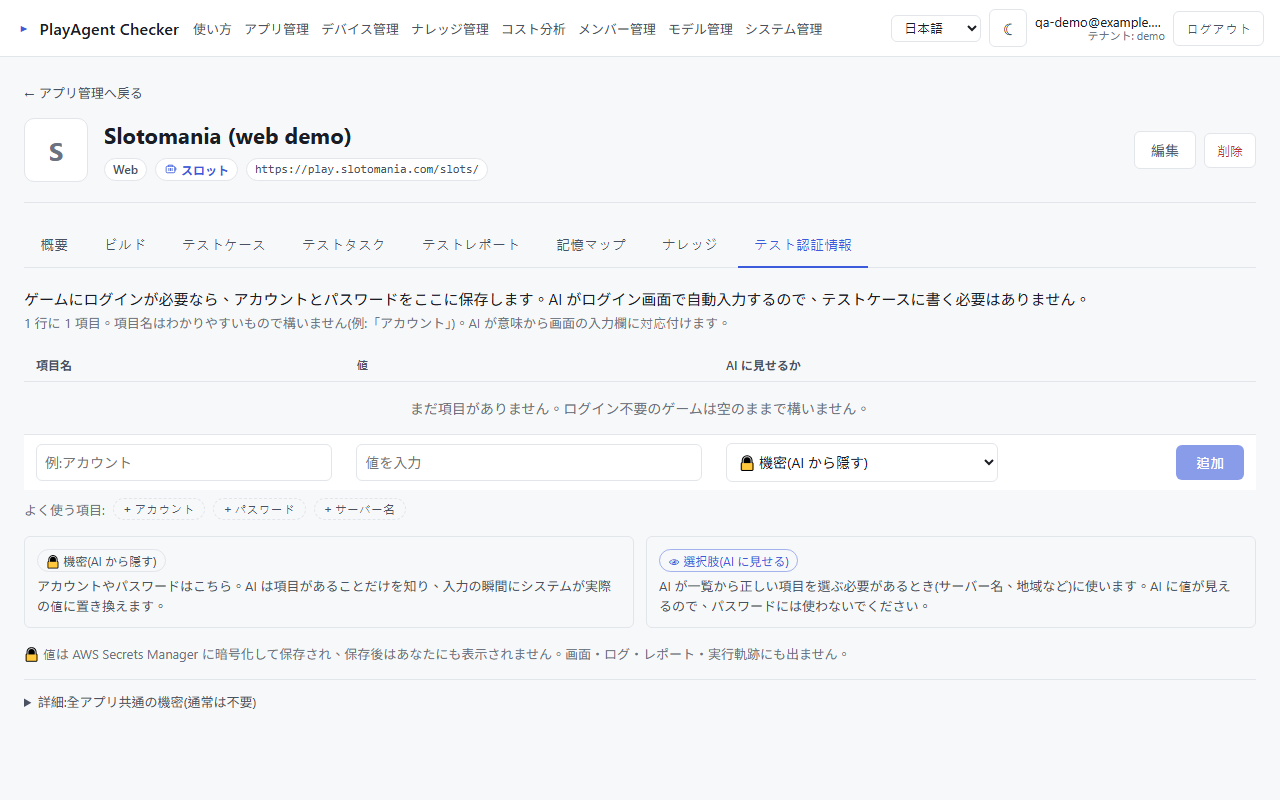 PlayAgent Checker 使い方 アプリ管理 デバイス管理 ナレッジ管理 コスト分析 メンバー管理 モデル管理 システム管理 日本語 qa-demo@example.... ログアウト
テナント: demo
← アプリ管理へ戻る
S
Slotomania (web demo)
Web スロット https://play.slotomania.com/slots/
編集 削除
概要 ビルド テストケース テストタスク テストレポート 記憶マップ ナレッジ テスト認証情報
ゲームにログインが必要なら、アカウントとパスワードをここに保存します。AI がログイン画面で自動入力するので、テストケースに書く必要はありません。
1 行に 1 項目。項目名はわかりやすいもので構いません(例:「アカウント」)。AI が意味から画面の入力欄に対応付けます。
項目名 値 AI に見せるか
まだ項目がありません。ログイン不要のゲームは空のままで構いません。
例:アカウント 値を入力 機密(AI から隠す) 追加
よく使う項目: + アカウント + パスワード + サーバー名
機密(AI から隠す)
アカウントやパスワードはこちら。AI は項目があることだけを知り、入力の瞬間にシステムが実際
の値に置き換えます。
選択肢(AI に見せる)
AI が一覧から正しい項目を選ぶ必要があるとき(サーバー名、地域など)に使います。AI に値が見え
るので、パスワードには使わないでください。
値は AWS Secrets Manager に暗号化して保存され、保存後はあなたにも表示されません。画面・ログ・レポート・実行軌跡にも出ません。
▶ 詳細:全アプリ共通の機密(通常は不要)